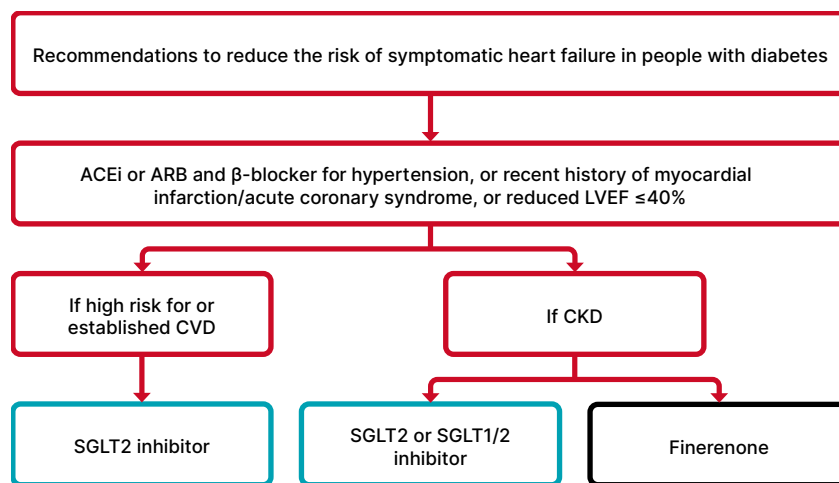 Recommendations to reduce the risk of symptomatic heart failure in people with diabetes
ACEi or ARB and β-blocker for hypertension, or recent history of myocardial
infarction/acute coronary syndrome, or reduced LVEF ≤40%
If high risk for or
established CVD
If CKD
SGLT2 inhibitor
SGLT2 or SGLT1/2
inhibitor
Finerenone